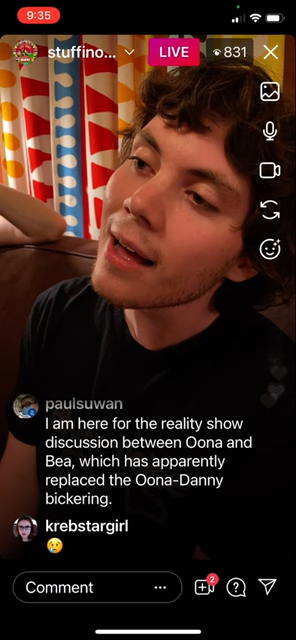 9:35
stuffino...
LIVE
831
paulsuwan
I am here for the reality show
discussion between Oona and
Bea, which has apparently
replaced the Oona-Danny
bickering.
krebstargirl
Comment
2